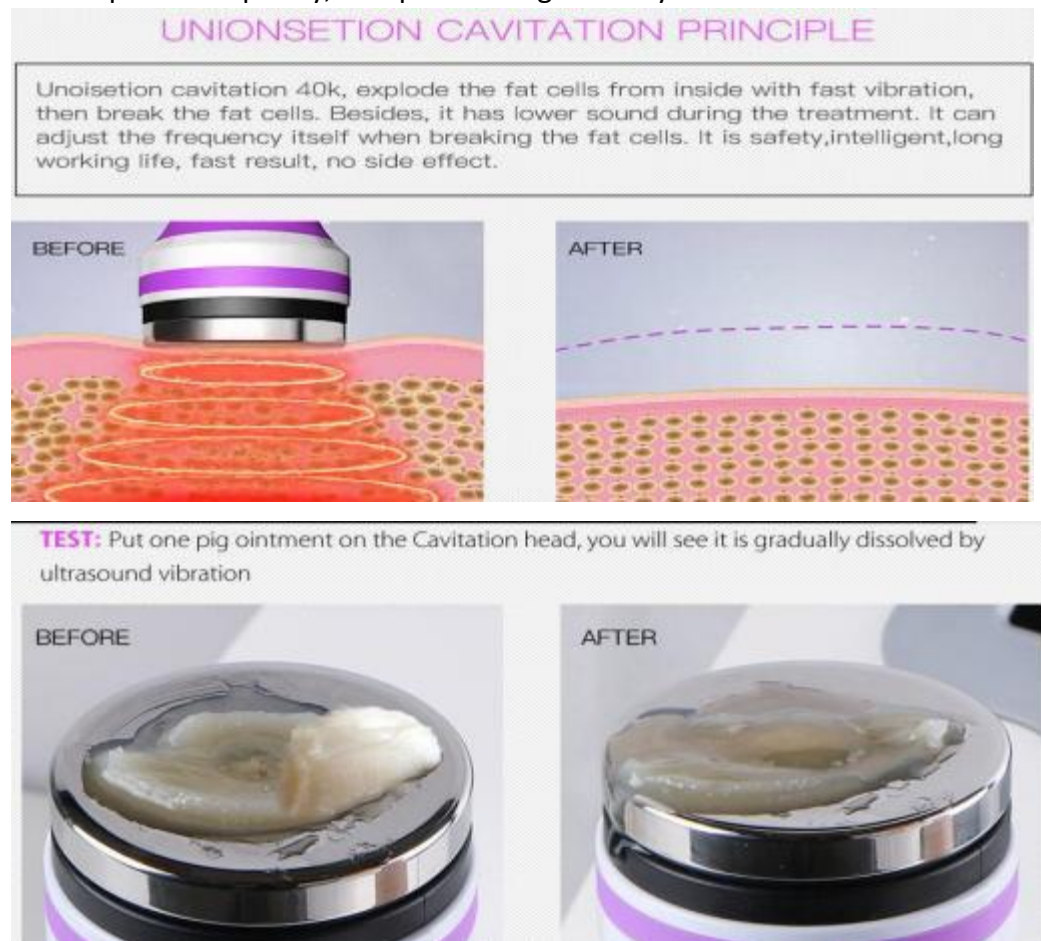 UNIONSETION CAVITATION PRINCIPLE
Unoisetion cavitation 40k, explode the fat cells from inside with fast vibration,
then break the fat cells. Besides, it has lower sound during the treatment. It can
adjust the frequency itself when breaking the fat cells. It is safety,intelligent,long
working life, fast result, no side effect.
BEFORE
AFTER
TEST: Put one pig ointment on the Cavitation head, you will see it is gradually dissolved by
ultrasound vibration
BEFORE
AFTER